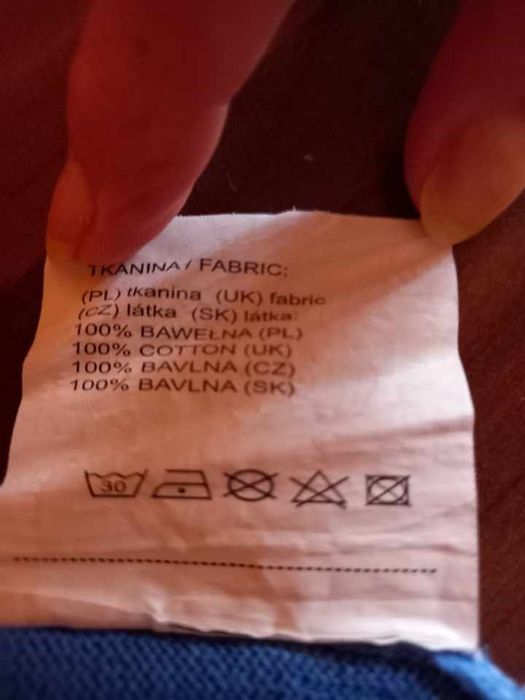 TKANINA / FABRIC:
(PL) tkanina (UK) fabric
(CZ) látka (SK) látka:
100% BAWEŁNA (PL)
100% COTTON (UK)
100% BAVLNA (CZ)
100% BAVLNA (SK)
30